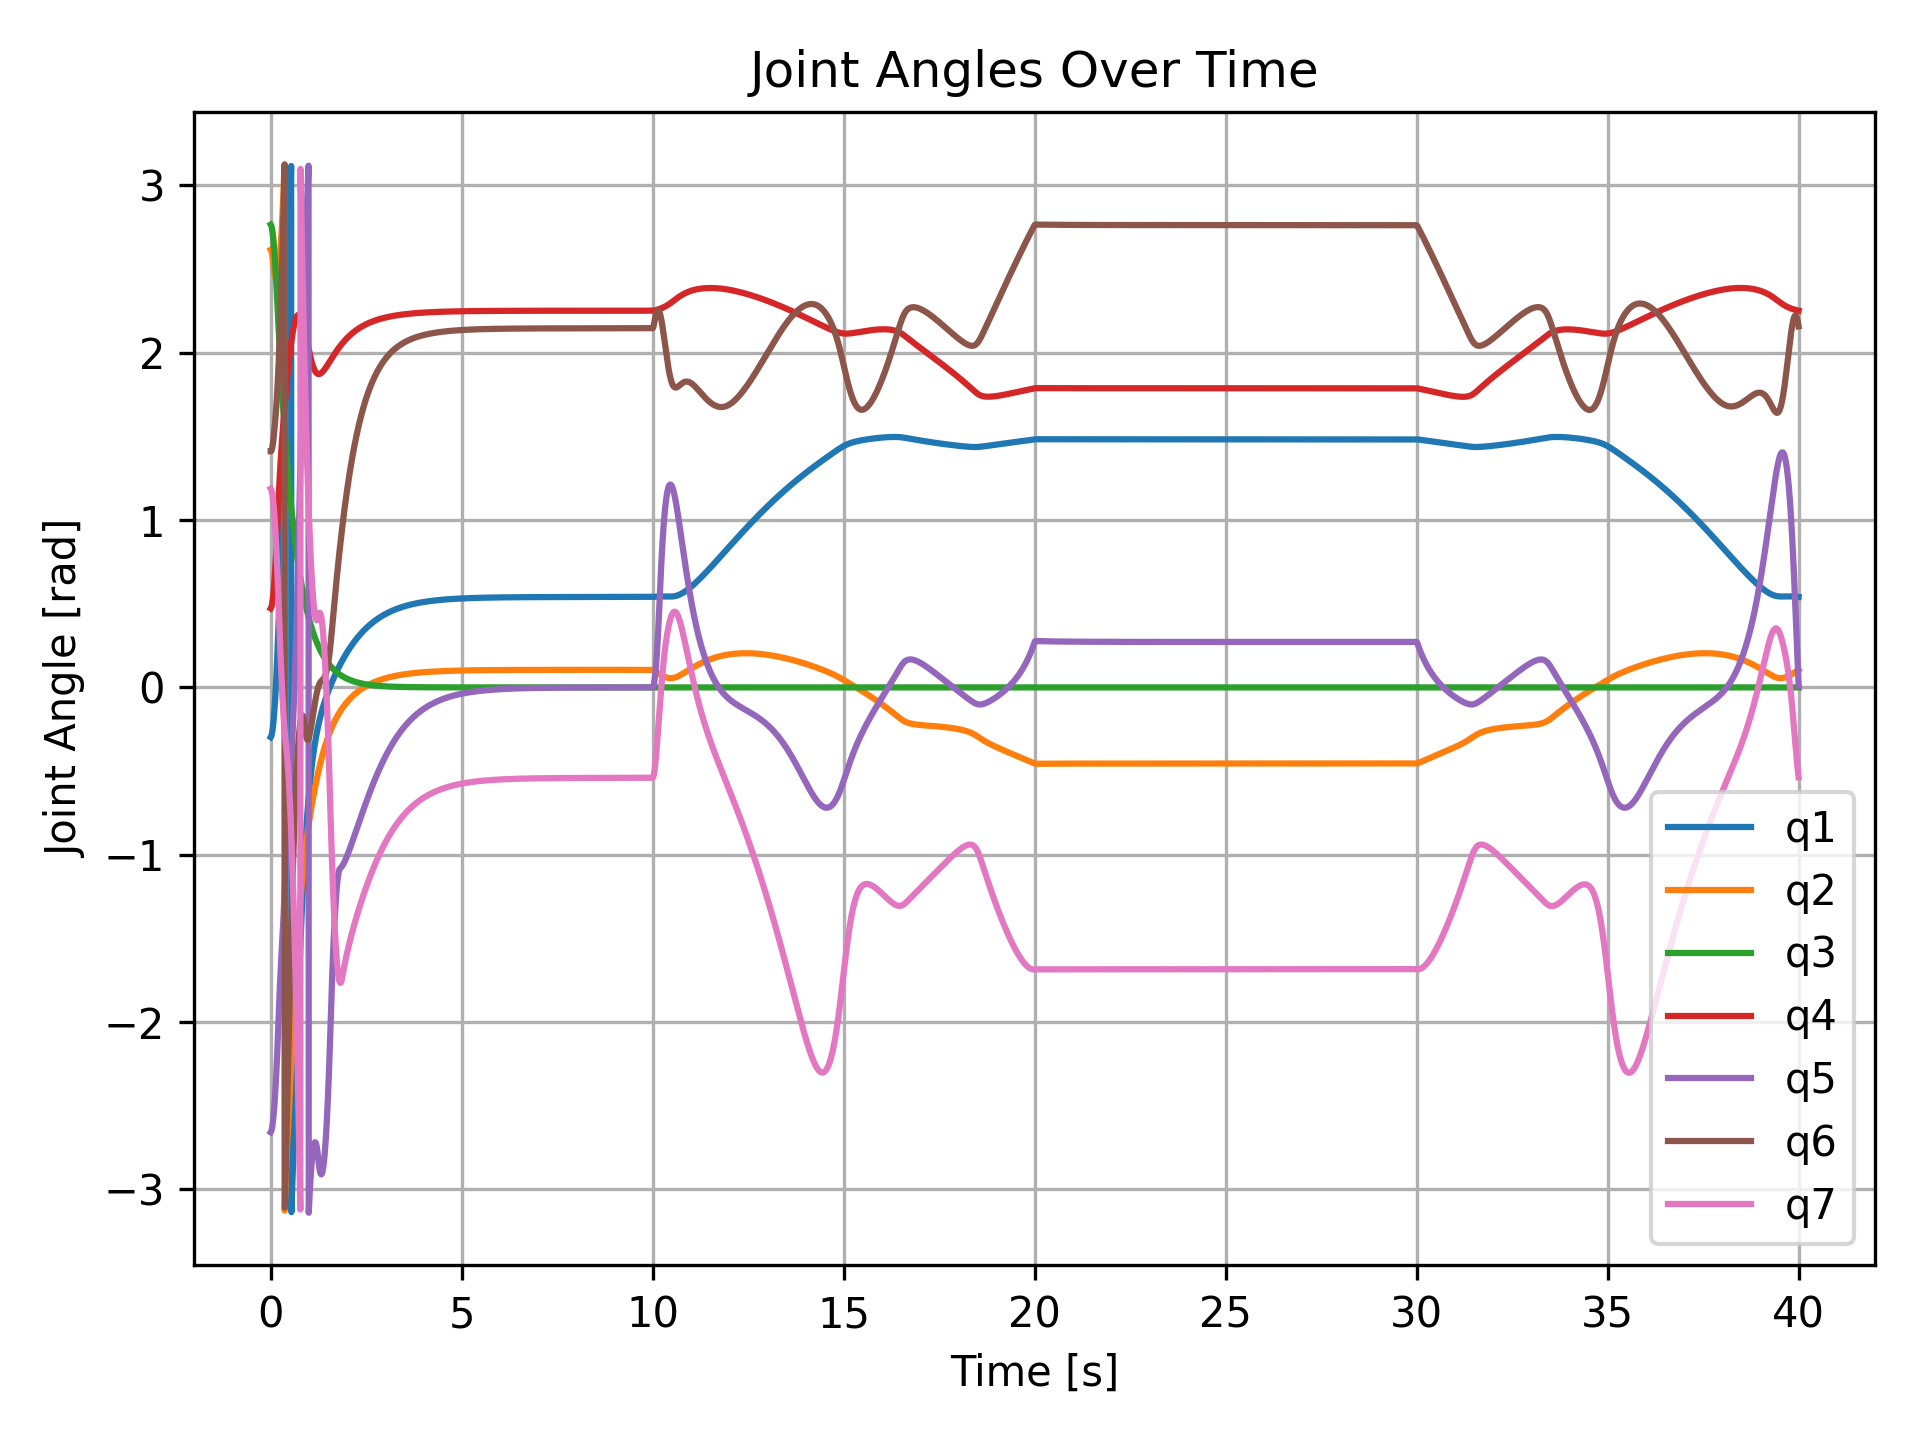 Joint Angles Over Time
Joint Angle [rad]
3
2
1
0
−1
−2
−3
0 5 10 15 20 25 30 35 40
Time [s]
q1
q2
q3
q4
q5
q6
q7